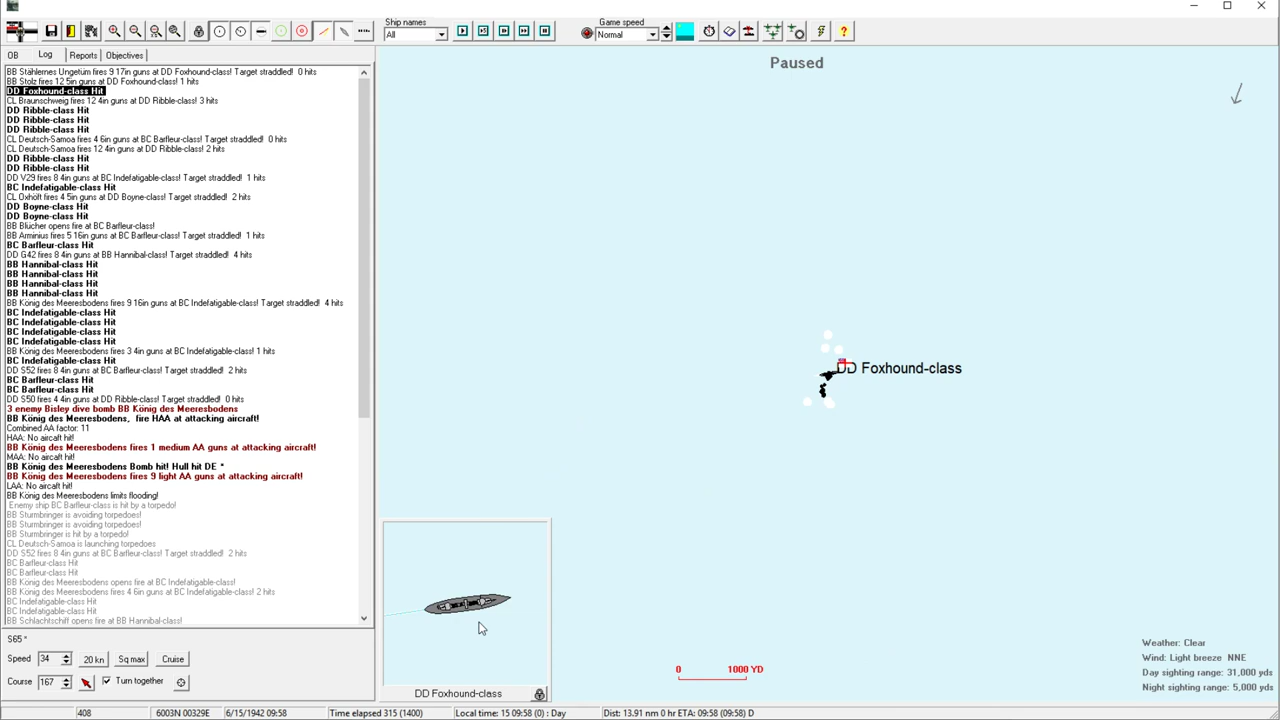 Ship names
Game speed
All
Normal
OB
Log
Reports
Objectives
BB Stählernes Ungetüm fires 9 17in guns at DD Foxhound-class! Target straddled! 0 hits
BB Stolz fires 12 5in guns at DD Foxhound-class! 1 hits
DD Foxhound-class Hit
CL Braunschweig fires 12 4in guns at DD Ribble-class! 3 hits
DD Ribble-class Hit
DD Ribble-class Hit
DD Ribble-class Hit
CL Deutsch-Samoa fires 4 6in guns at BC Barfleur-class! Target straddled! 0 hits
CL Deutsch-Samoa fires 12 4in guns at DD Ribble-class! 2 hits
DD Ribble-class Hit
DD Ribble-class Hit
DD V29 fires 8 4in guns at BC Indefatigable-class! Target straddled! 1 hits
BC Indefatigable-class Hit
CL Oxhöft fires 4 5in guns at DD Boyne-class! Target straddled! 2 hits
DD Boyne-class Hit
DD Boyne-class Hit
BB Blücher opens fire at BC Barfleur-class!
BB Arminius fires 5 16in guns at BC Barfleur-class! Target straddled! 1 hits
BC Barfleur-class Hit
DD G42 fires 8 4in guns at BB Hannibal-class! Target straddled! 4 hits
BB Hannibal-class Hit
BB Hannibal-class Hit
BB Hannibal-class Hit
BB Hannibal-class Hit
BB König des Meeresbodens fires 9 16in guns at BC Indefatigable-class! Target straddled! 4 hits
BC Indefatigable-class Hit
BC Indefatigable-class Hit
BC Indefatigable-class Hit
BC Indefatigable-class Hit
BB König des Meeresbodens fires 3 4in guns at BC Indefatigable-class! 1 hits
BC Indefatigable-class Hit
DD S52 fires 8 4in guns at BC Barfleur-class! Target straddled! 2 hits
BC Barfleur-class Hit
BC Barfleur-class Hit
DD S50 fires 4 4in guns at DD Ribble-class! Target straddled! 0 hits
3 enemy Bisley dive bomb BB König des Meeresbodens
BB König des Meeresbodens, fire HAA at attacking aircraft!
Combined AA factor: 11
HAA: No aircaft hit!
BB König des Meeresbodens fires 1 medium AA guns at attacking aircraft!
MAA: No aircaft hit!
BB König des Meeresbodens Bomb hit! Hull hit DE *
BB König des Meeresbodens fires 9 light AA guns at attacking aircraft!
LAA: No aircaft hit!
BB König des Meeresbodens limits flooding!
Enemy ship BC Barfleur-class is hit by a torpedo!
BB Sturmbringer is avoiding torpedoes!
BB Sturmbringer is avoiding torpedoes!
BB Sturmbringer is hit by a torpedo!
CL Deutsch-Samoa is launching torpedoes
DD S52 fires 8 4in guns at BC Barfleur-class! Target straddled! 2 hits
BC Barfleur-class Hit
BC Barfleur-class Hit
BB König des Meeresbodens opens fire at BC Indefatigable-class!
BB König des Meeresbodens fires 4 6in guns at BC Indefatigable-class! 2 hits
BC Indefatigable-class Hit
BC Indefatigable-class Hit
BB Schlachtschiff opens fire at BB Hannibal-class!
S65 *
Speed 34 20 kn Sq max Cruise
Course 167 Turn together
Paused
DD Foxhound-class
DD Foxhound-class
0 1000 YD
Weather: Clear
Wind: Light breeze NNE
Day sighting range: 31,000 yds
Night sighting range: 5,000 yds
408 6003N 00329E 6/15/1942 09:58 Time elapsed 315 (1400) Local time: 15 09:58 (0) : Day Dist: 13.91 nm 0 hr ETA: 09:58 (09:58) D